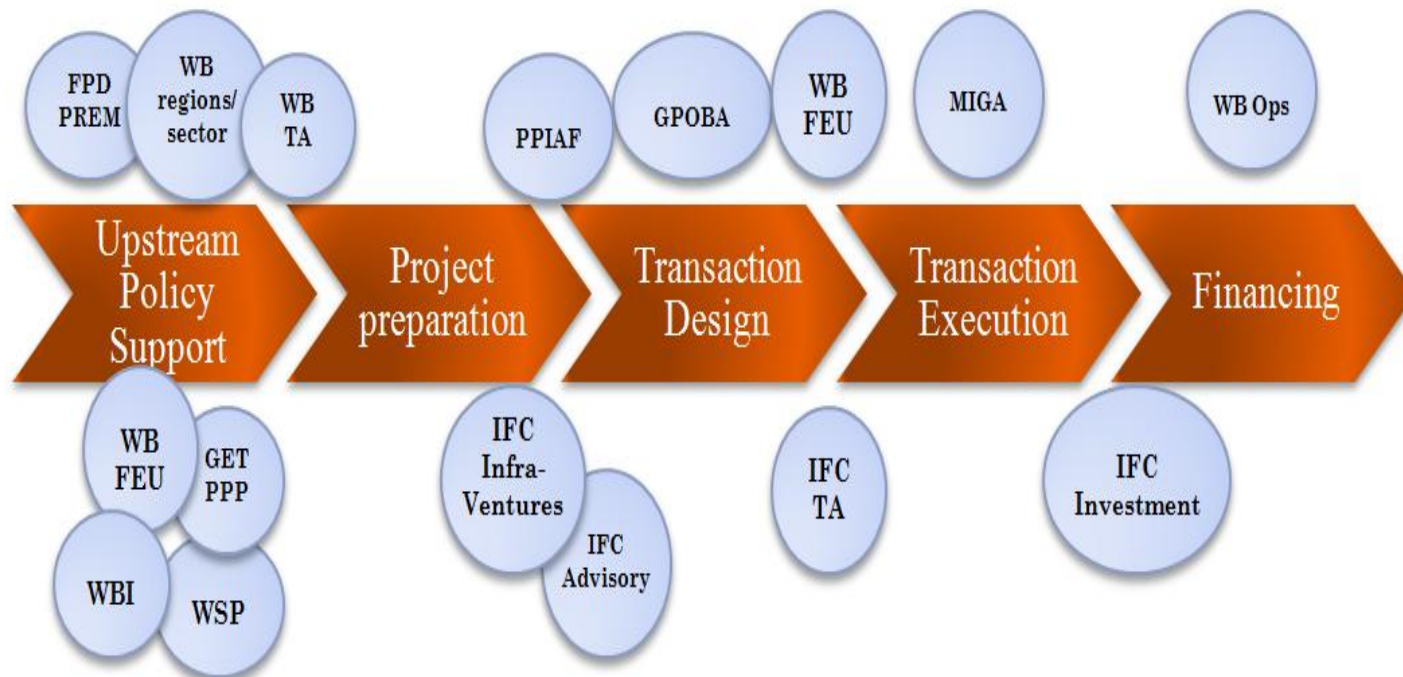 FPD
PREM
WB
regions/
sector
WB
TA
PPIAF
GPOBA
WB
FEU
MIGA
WB Ops
Upstream
Policy
Support
Project
preparation
Transaction
Design
Transaction
Execution
Financing
WB
FEU
GET
PPP
WBI
WSP
IFC
Infra-
Ventures
IFC
Advisory
IFC
TA
IFC
Investment